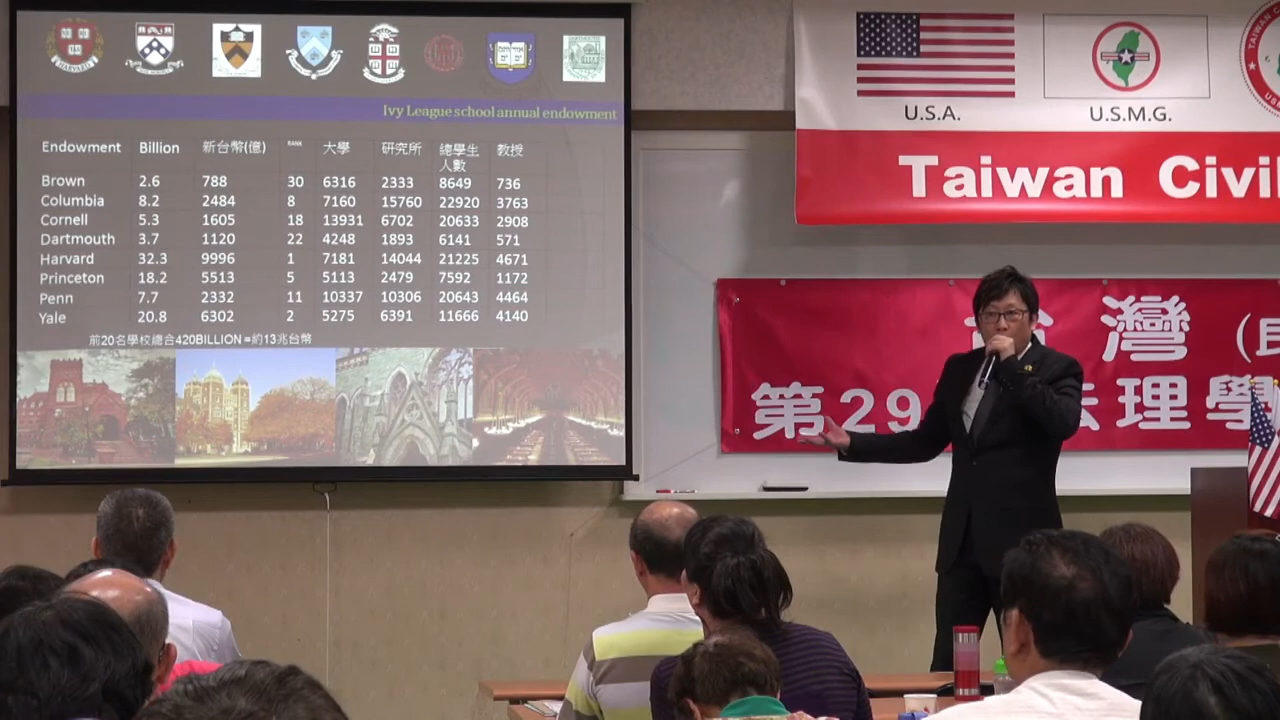 HARVARD
Ivy League school annual endowment
Endowment Billion 新台幣(億) RANK 大學 研究所 總學生人數 教授
Brown 2.6 788 30 6316 2333 8649 736
Columbia 8.2 2484 8 7160 15760 22920 3763
Cornell 5.3 1605 18 13931 6702 20633 2908
Dartmouth 3.7 1120 22 4248 1893 6141 571
Harvard 32.3 9996 1 7181 14044 21225 4671
Princeton 18.2 5513 5 5113 2479 7592 1172
Penn 7.7 2332 11 10337 10306 20643 4464
Yale 20.8 6302 2 5275 6391 11666 4140
前20名學校總合420BILLION =約13兆台幣
U.S.A.
U.S.M.G.
Taiwan Civil
灣 (民
第29 法理學